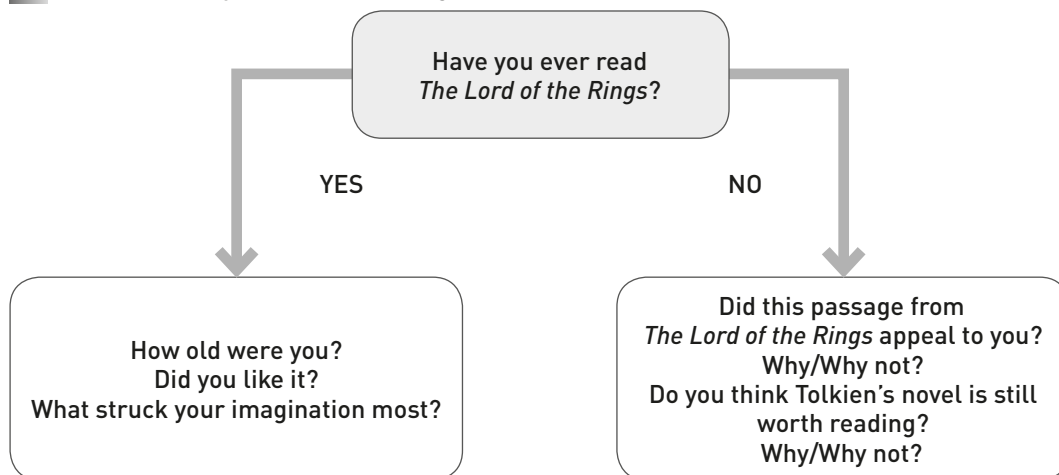 Have you ever read
The Lord of the Rings?
YES
NO
How old were you?
Did you like it?
What struck your imagination most?
Did this passage from
The Lord of the Rings appeal to you?
Why/Why not?
Do you think Tolkien's novel is still
worth reading?
Why/Why not?